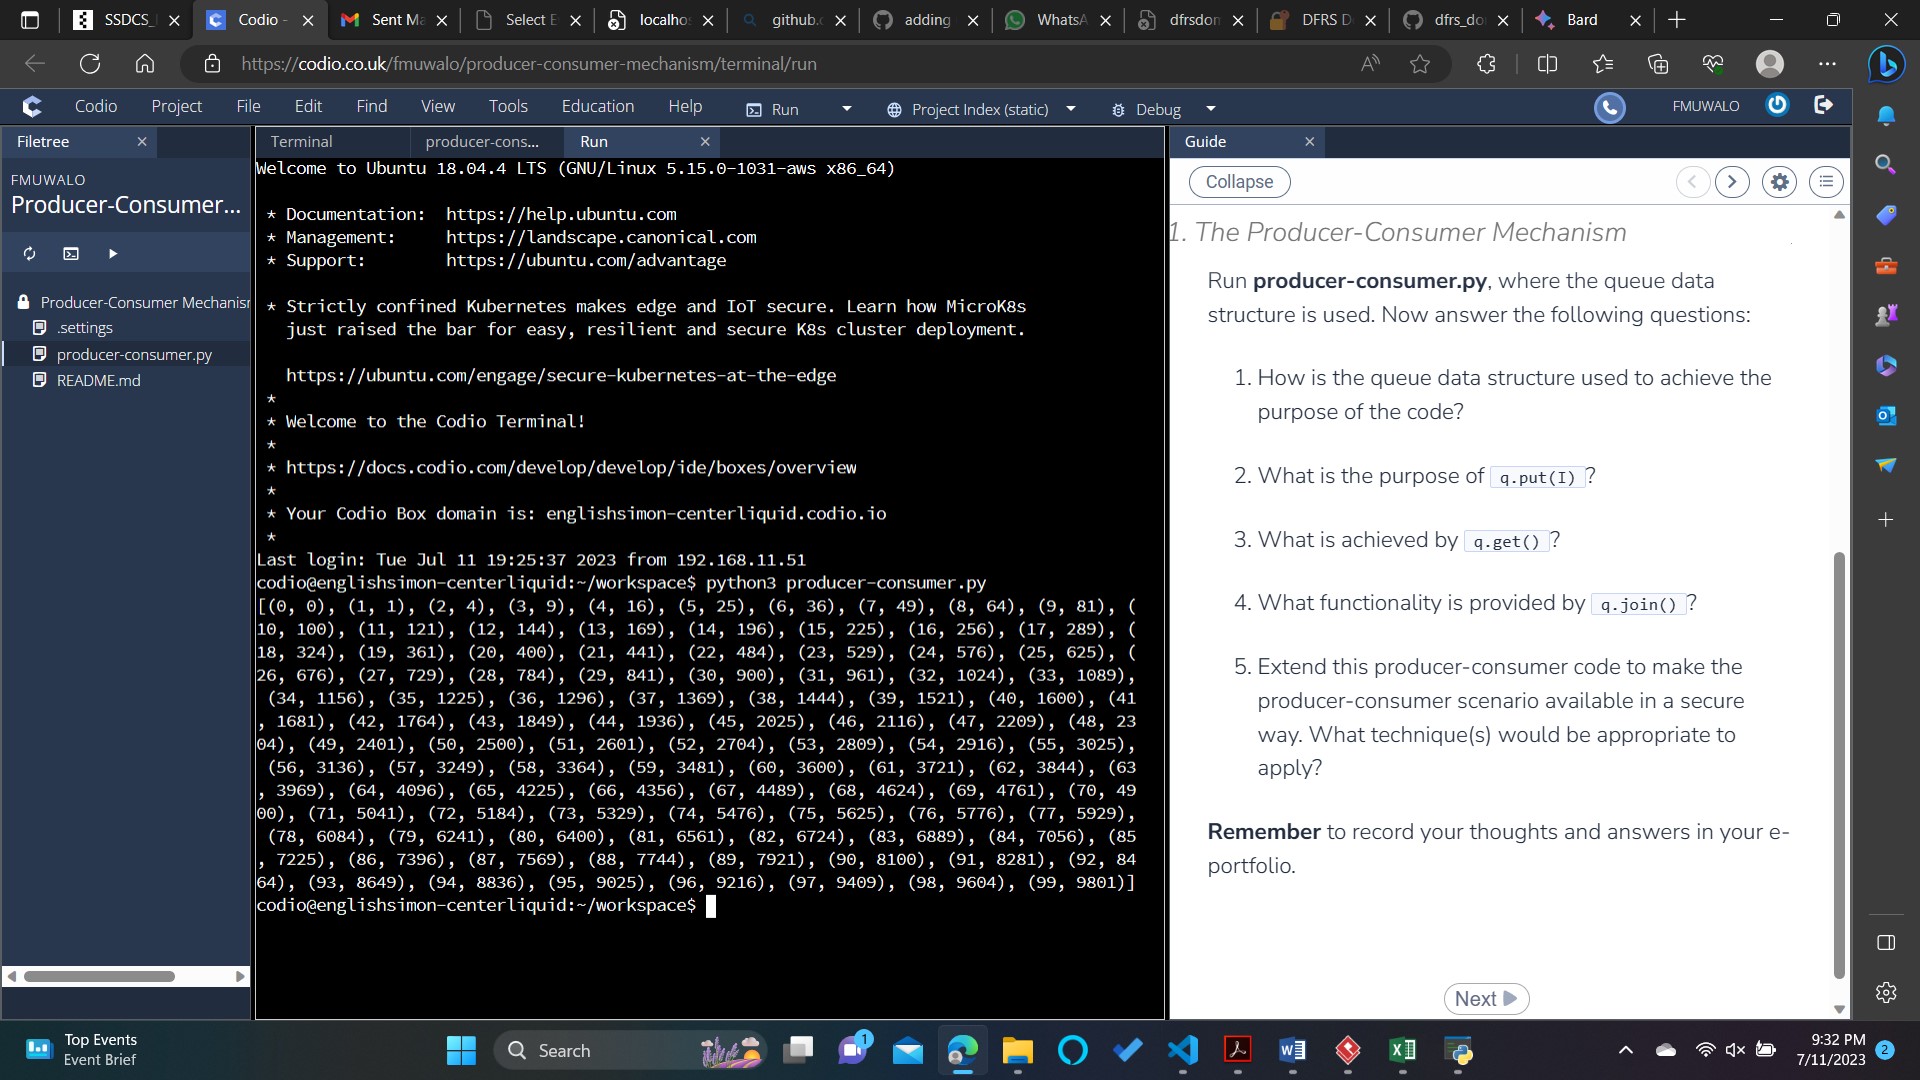 SSDCS_
Codio -
Sent Ma
Select E
localho
github.c
adding
WhatsA
dfrsdon
DFRS D
dfrs_do
Bard
https://codio.co.uk/fmuwalo/producer-consumer-mechanism/terminal/run
Codio Project File Edit Find View Tools Education Help Run Project Index (static) Debug FMUWALO
Filetree
FMUWALO
Producer-Consumer...
Producer-Consumer Mechanisr
.settings
producer-consumer.py
README.md
Terminal producer-cons... Run
Welcome to Ubuntu 18.04.4 LTS (GNU/Linux 5.15.0-1031-aws x86_64)
* Documentation: https://help.ubuntu.com
* Management: https://landscape.canonical.com
* Support: https://ubuntu.com/advantage
* Strictly confined Kubernetes makes edge and IoT secure. Learn how MicroK8s
just raised the bar for easy, resilient and secure K8s cluster deployment.
https://ubuntu.com/engage/secure-kubernetes-at-the-edge
*
* Welcome to the Codio Terminal!
*
* https://docs.codio.com/develop/develop/ide/boxes/overview
*
* Your Codio Box domain is: englishsimon-centerliquid.codio.io
*
Last login: Tue Jul 11 19:25:37 2023 from 192.168.11.51
codio@englishsimon-centerliquid:~/workspace$ python3 producer-consumer.py
[(0, 0), (1, 1), (2, 4), (3, 9), (4, 16), (5, 25), (6, 36), (7, 49), (8, 64), (9, 81), (
10, 100), (11, 121), (12, 144), (13, 169), (14, 196), (15, 225), (16, 256), (17, 289), (
18, 324), (19, 361), (20, 400), (21, 441), (22, 484), (23, 529), (24, 576), (25, 625), (
26, 676), (27, 729), (28, 784), (29, 841), (30, 900), (31, 961), (32, 1024), (33, 1089),
(34, 1156), (35, 1225), (36, 1296), (37, 1369), (38, 1444), (39, 1521), (40, 1600), (41
, 1681), (42, 1764), (43, 1849), (44, 1936), (45, 2025), (46, 2116), (47, 2209), (48, 23
04), (49, 2401), (50, 2500), (51, 2601), (52, 2704), (53, 2809), (54, 2916), (55, 3025),
(56, 3136), (57, 3249), (58, 3364), (59, 3481), (60, 3600), (61, 3721), (62, 3844), (63
, 3969), (64, 4096), (65, 4225), (66, 4356), (67, 4489), (68, 4624), (69, 4761), (70, 49
00), (71, 5041), (72, 5184), (73, 5329), (74, 5476), (75, 5625), (76, 5776), (77, 5929),
(78, 6084), (79, 6241), (80, 6400), (81, 6561), (82, 6724), (83, 6889), (84, 7056), (85
, 7225), (86, 7396), (87, 7569), (88, 7744), (89, 7921), (90, 8100), (91, 8281), (92, 84
64), (93, 8649), (94, 8836), (95, 9025), (96, 9216), (97, 9409), (98, 9604), (99, 9801)]
codio@englishsimon-centerliquid:~/workspace$
Guide
Collapse
1. The Producer-Consumer Mechanism
Run producer-consumer.py, where the queue data
structure is used. Now answer the following questions:
1. How is the queue data structure used to achieve the
purpose of the code?
2. What is the purpose of q.put(I) ?
3. What is achieved by q.get() ?
4. What functionality is provided by q.join() ?
5. Extend this producer-consumer code to make the
producer-consumer scenario available in a secure
way. What technique(s) would be appropriate to
apply?
Remember to record your thoughts and answers in your e-
portfolio.
Next
Top Events
Event Brief
Search
1
9:32 PM
7/11/2023
2